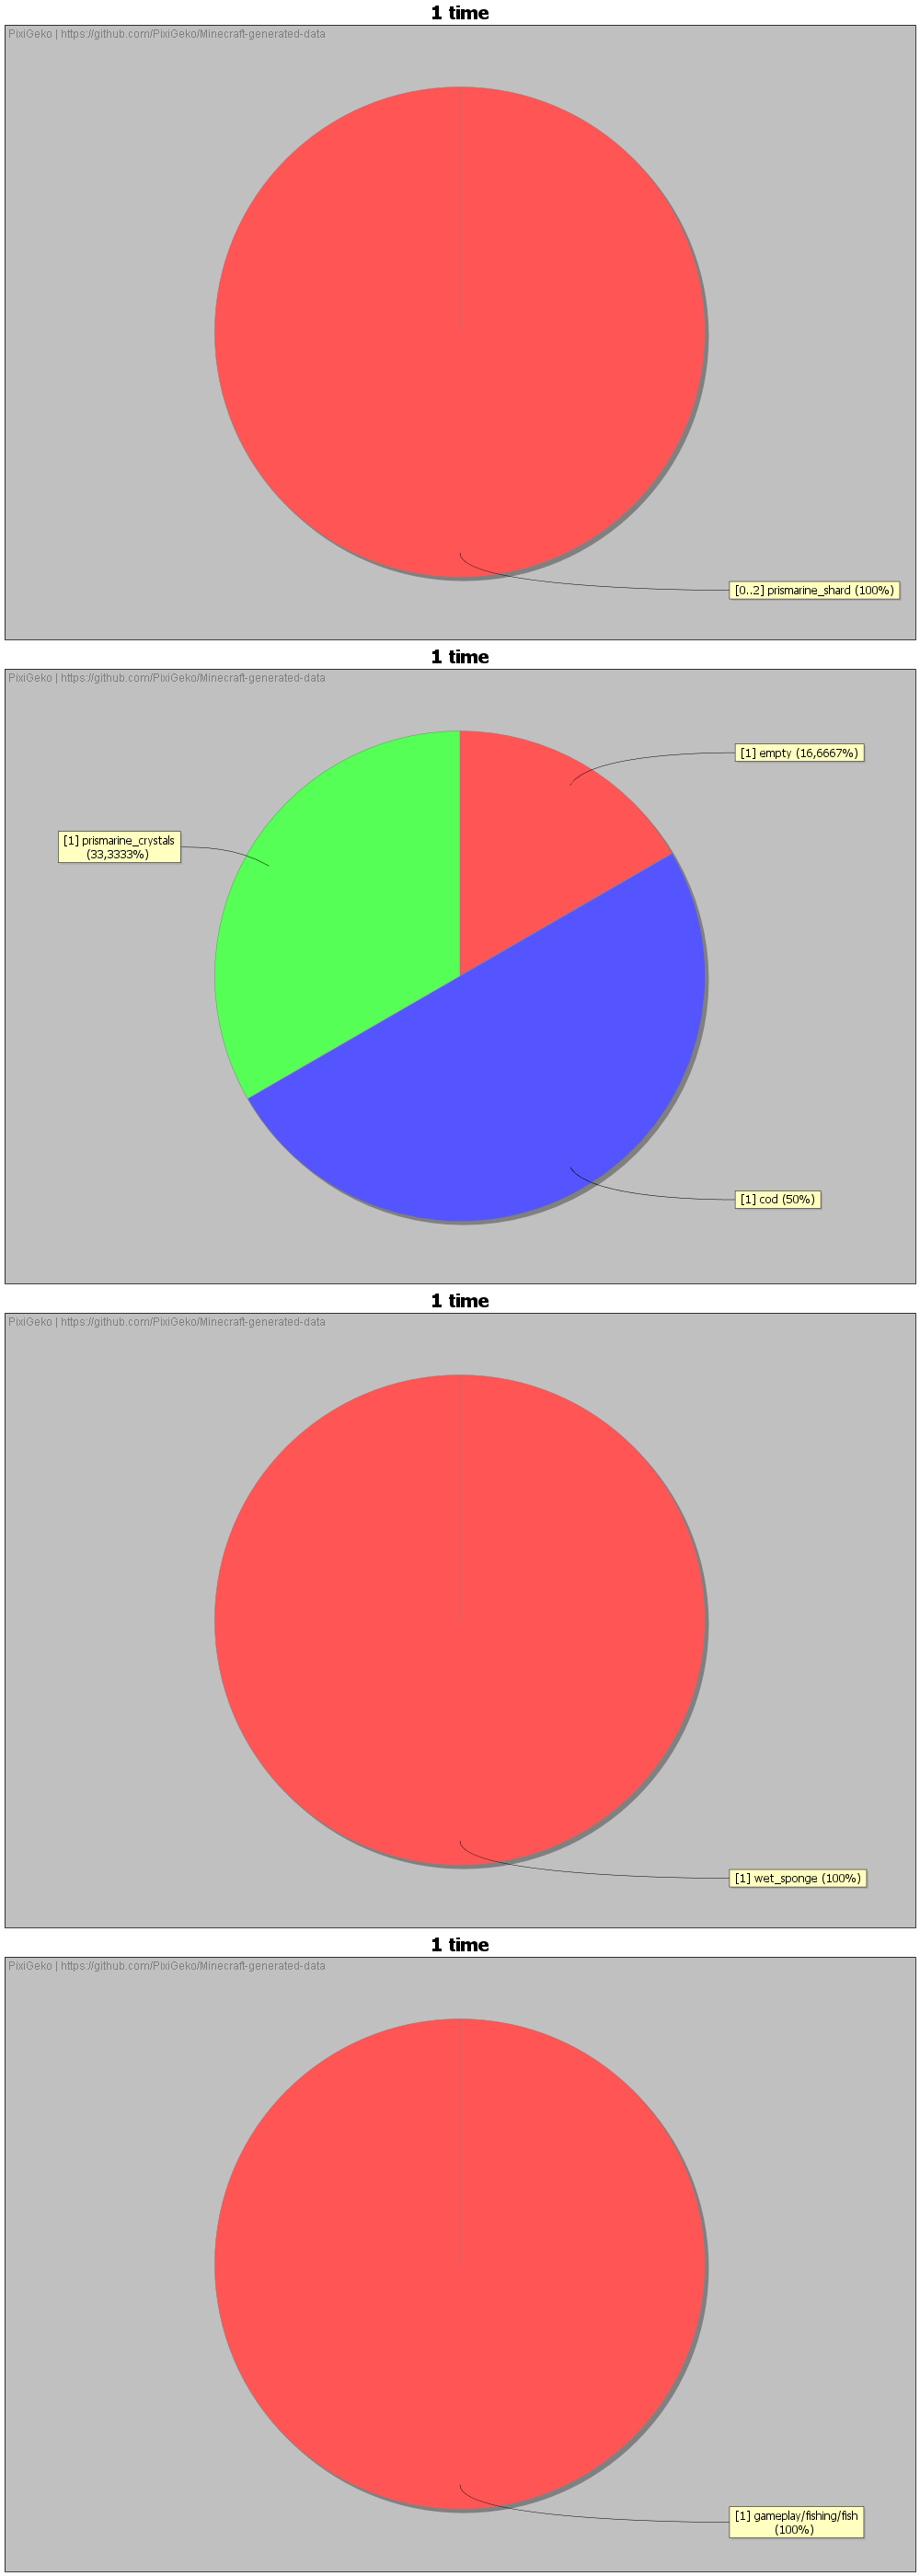 1 time
PixiGeko | https://github.com/PixiGeko/Minecraft-generated-data
[0..2] prismarine_shard (100%)
1 time
PixiGeko | https://github.com/PixiGeko/Minecraft-generated-data
[1] empty (16,6667%)
[1] prismarine_crystals
(33,3333%)
[1] cod (50%)
1 time
PixiGeko | https://github.com/PixiGeko/Minecraft-generated-data
[1] wet_sponge (100%)
1 time
PixiGeko | https://github.com/PixiGeko/Minecraft-generated-data
[1] gameplay/fishing/fish
(100%)